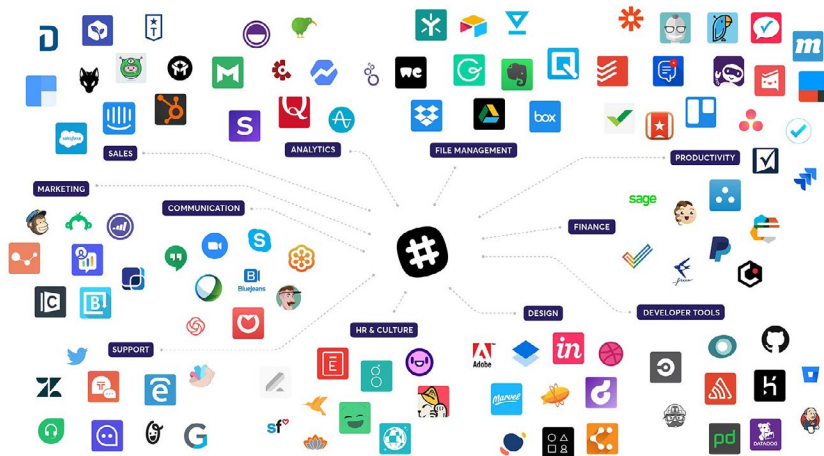 salesforce
box
m
in
SALES
ANALYTICS
FILE MANAGEMENT
PRODUCTIVITY
MARKETING
COMMUNICATION
sage
FINANCE
Bluejeans
SUPPORT
HR & CULTURE
DESIGN
DEVELOPER TOOLS
Adobe
Marvel
sf
pd
DATADOG